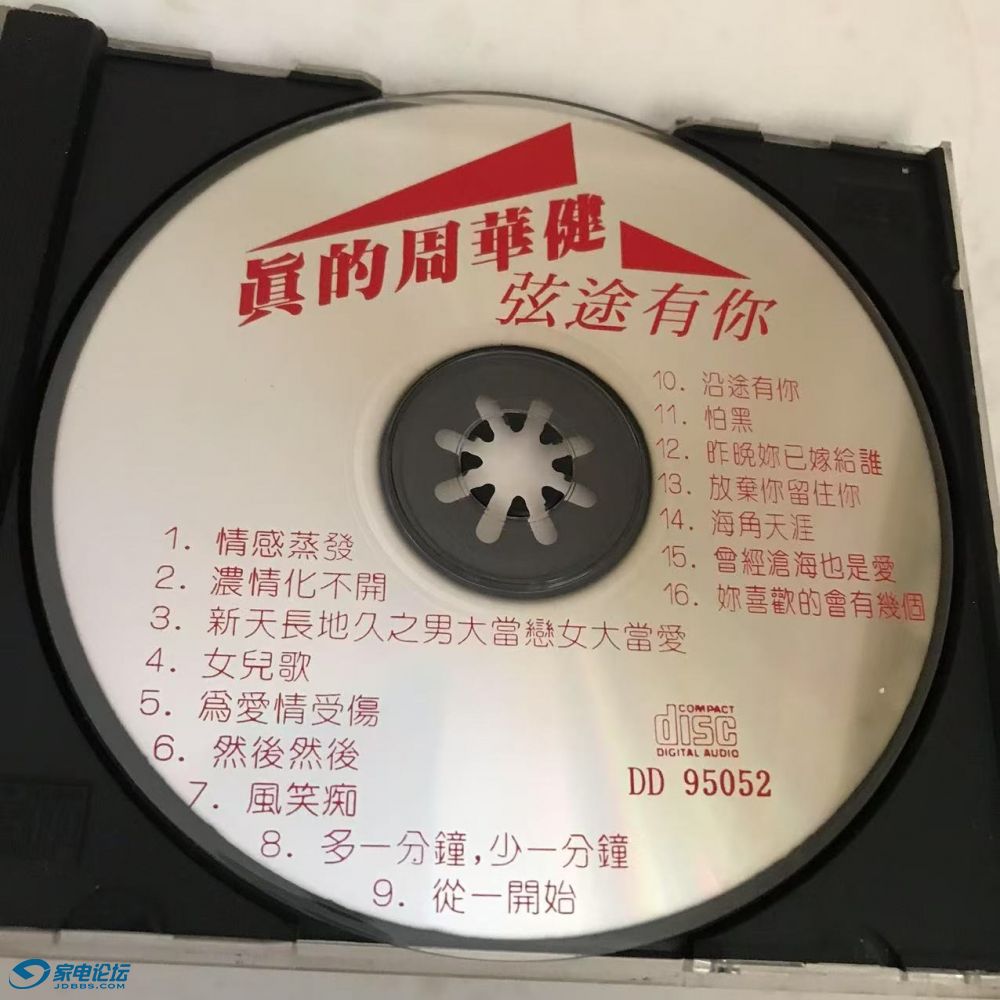 眞的周華健
弦途有你
10. 沿途有你
11. 怕黑
12. 昨晚妳已嫁給誰
13. 放棄你留住你
14. 海角天涯
15. 曾經滄海也是愛
16. 妳喜歡的會有幾個
1. 情感蒸發
2. 濃情化不開
3. 新天長地久之男大當戀女大當愛
4. 女兒歌
5. 爲愛情受傷
6. 然後然後
7. 風笑痴
8. 多一分鐘,少一分鐘
9. 從一開始
COMPACT
disc
DIGITAL AUDIO
DD 95052
家电论坛
JDBBS.COM